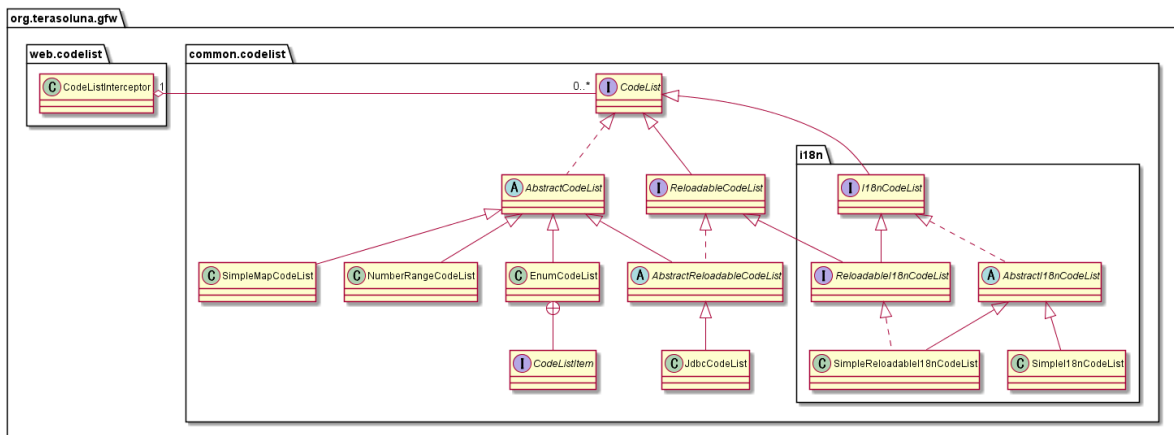 org.terasoluna.gfw
web.codelist
common.codelist
C CodeListInterceptor
1
0..*
I CodeList
i18n
A AbstractCodeList
I ReloadableCodeList
I I18nCodeList
C SimpleMapCodeList
C NumberRangeCodeList
C EnumCodeList
A AbstractReloadableCodeList
I ReloadableI18nCodeList
A AbstractI18nCodeList
I CodeListItem
C JdbcCodeList
C SimpleReloadableI18nCodeList
C SimpleI18nCodeList